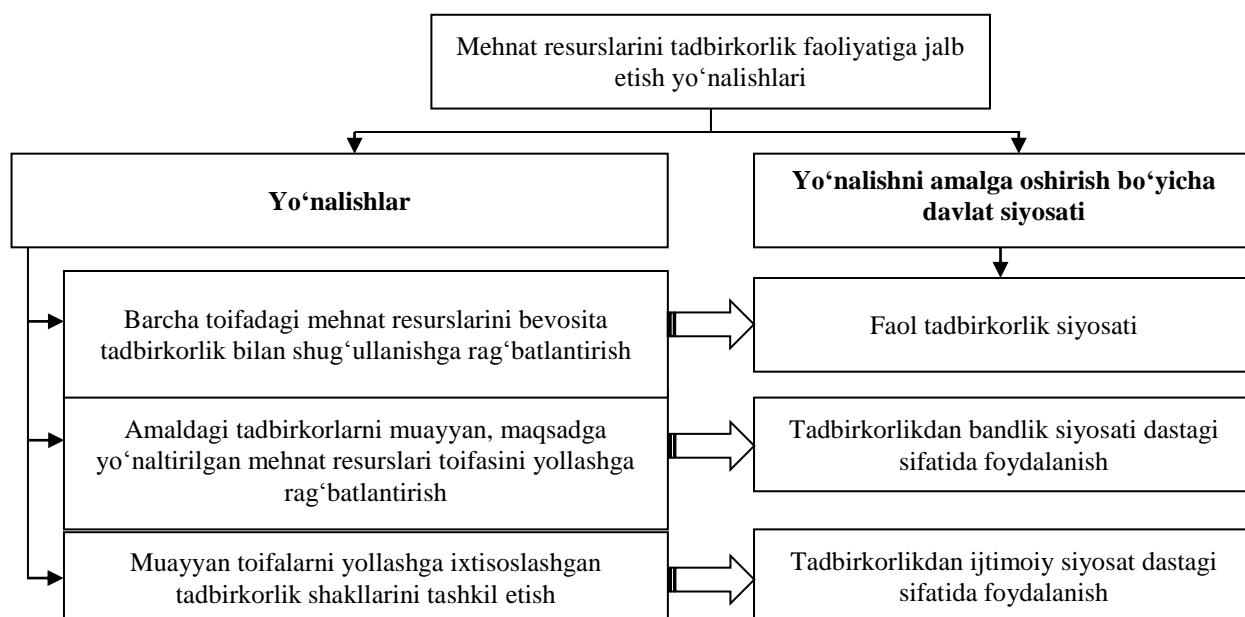 Mehnat resurslarini tadbirkorlik faoliyatiga jalb
etish yo‘nalishlari
Yo‘nalishlar
Yo‘nalishni amalga oshirish bo‘yicha
davlat siyosati
Barcha toifadagi mehnat resurslarini bevosita
tadbirkorlik bilan shug‘ullanishga rag‘batlantirish
Faol tadbirkorlik siyosati
Amaldagi tadbirkorlarni muayyan, maqsadga
yo‘naltirilgan mehnat resurslari toifasini yollashga
rag‘batlantirish
Tadbirkorlikdan bandlik siyosati dastagi
sifatida foydalanish
Muayyan toifalarni yollashga ixtisoslashgan
tadbirkorlik shakllarini tashkil etish
Tadbirkorlikdan ijtimoiy siyosat dastagi
sifatida foydalanish